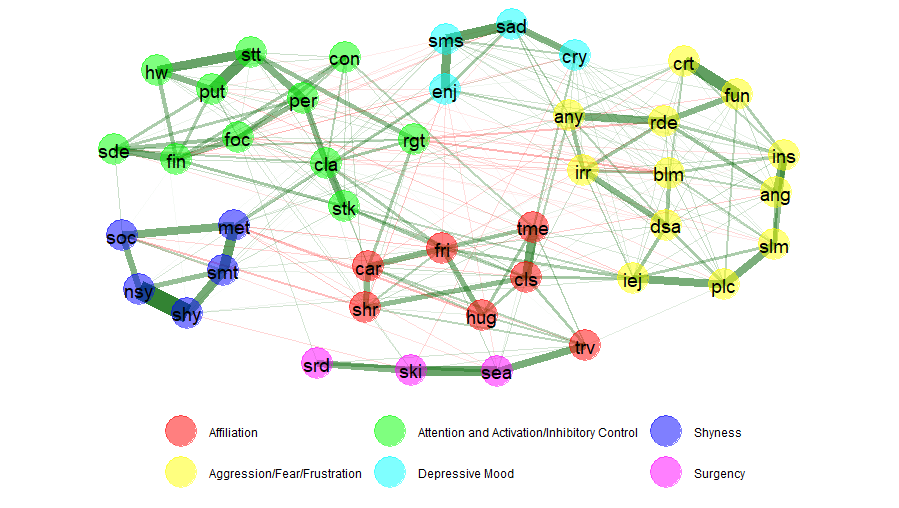 sad
sms
stt
con
cry
crt
hw
put
enj
fun
per
any
rde
foc
rgt
sde
fin
cla
ins
irr
blm
ang
stk
met
tme
dsa
soc
fri
slm
smt
car
cls
iej
plc
nsy
shy
shr
hug
trv
srd
ski
sea
Affiliation
Attention and Activation/Inhibitory Control
Shyness
Aggression/Fear/Frustration
Depressive Mood
Surgency